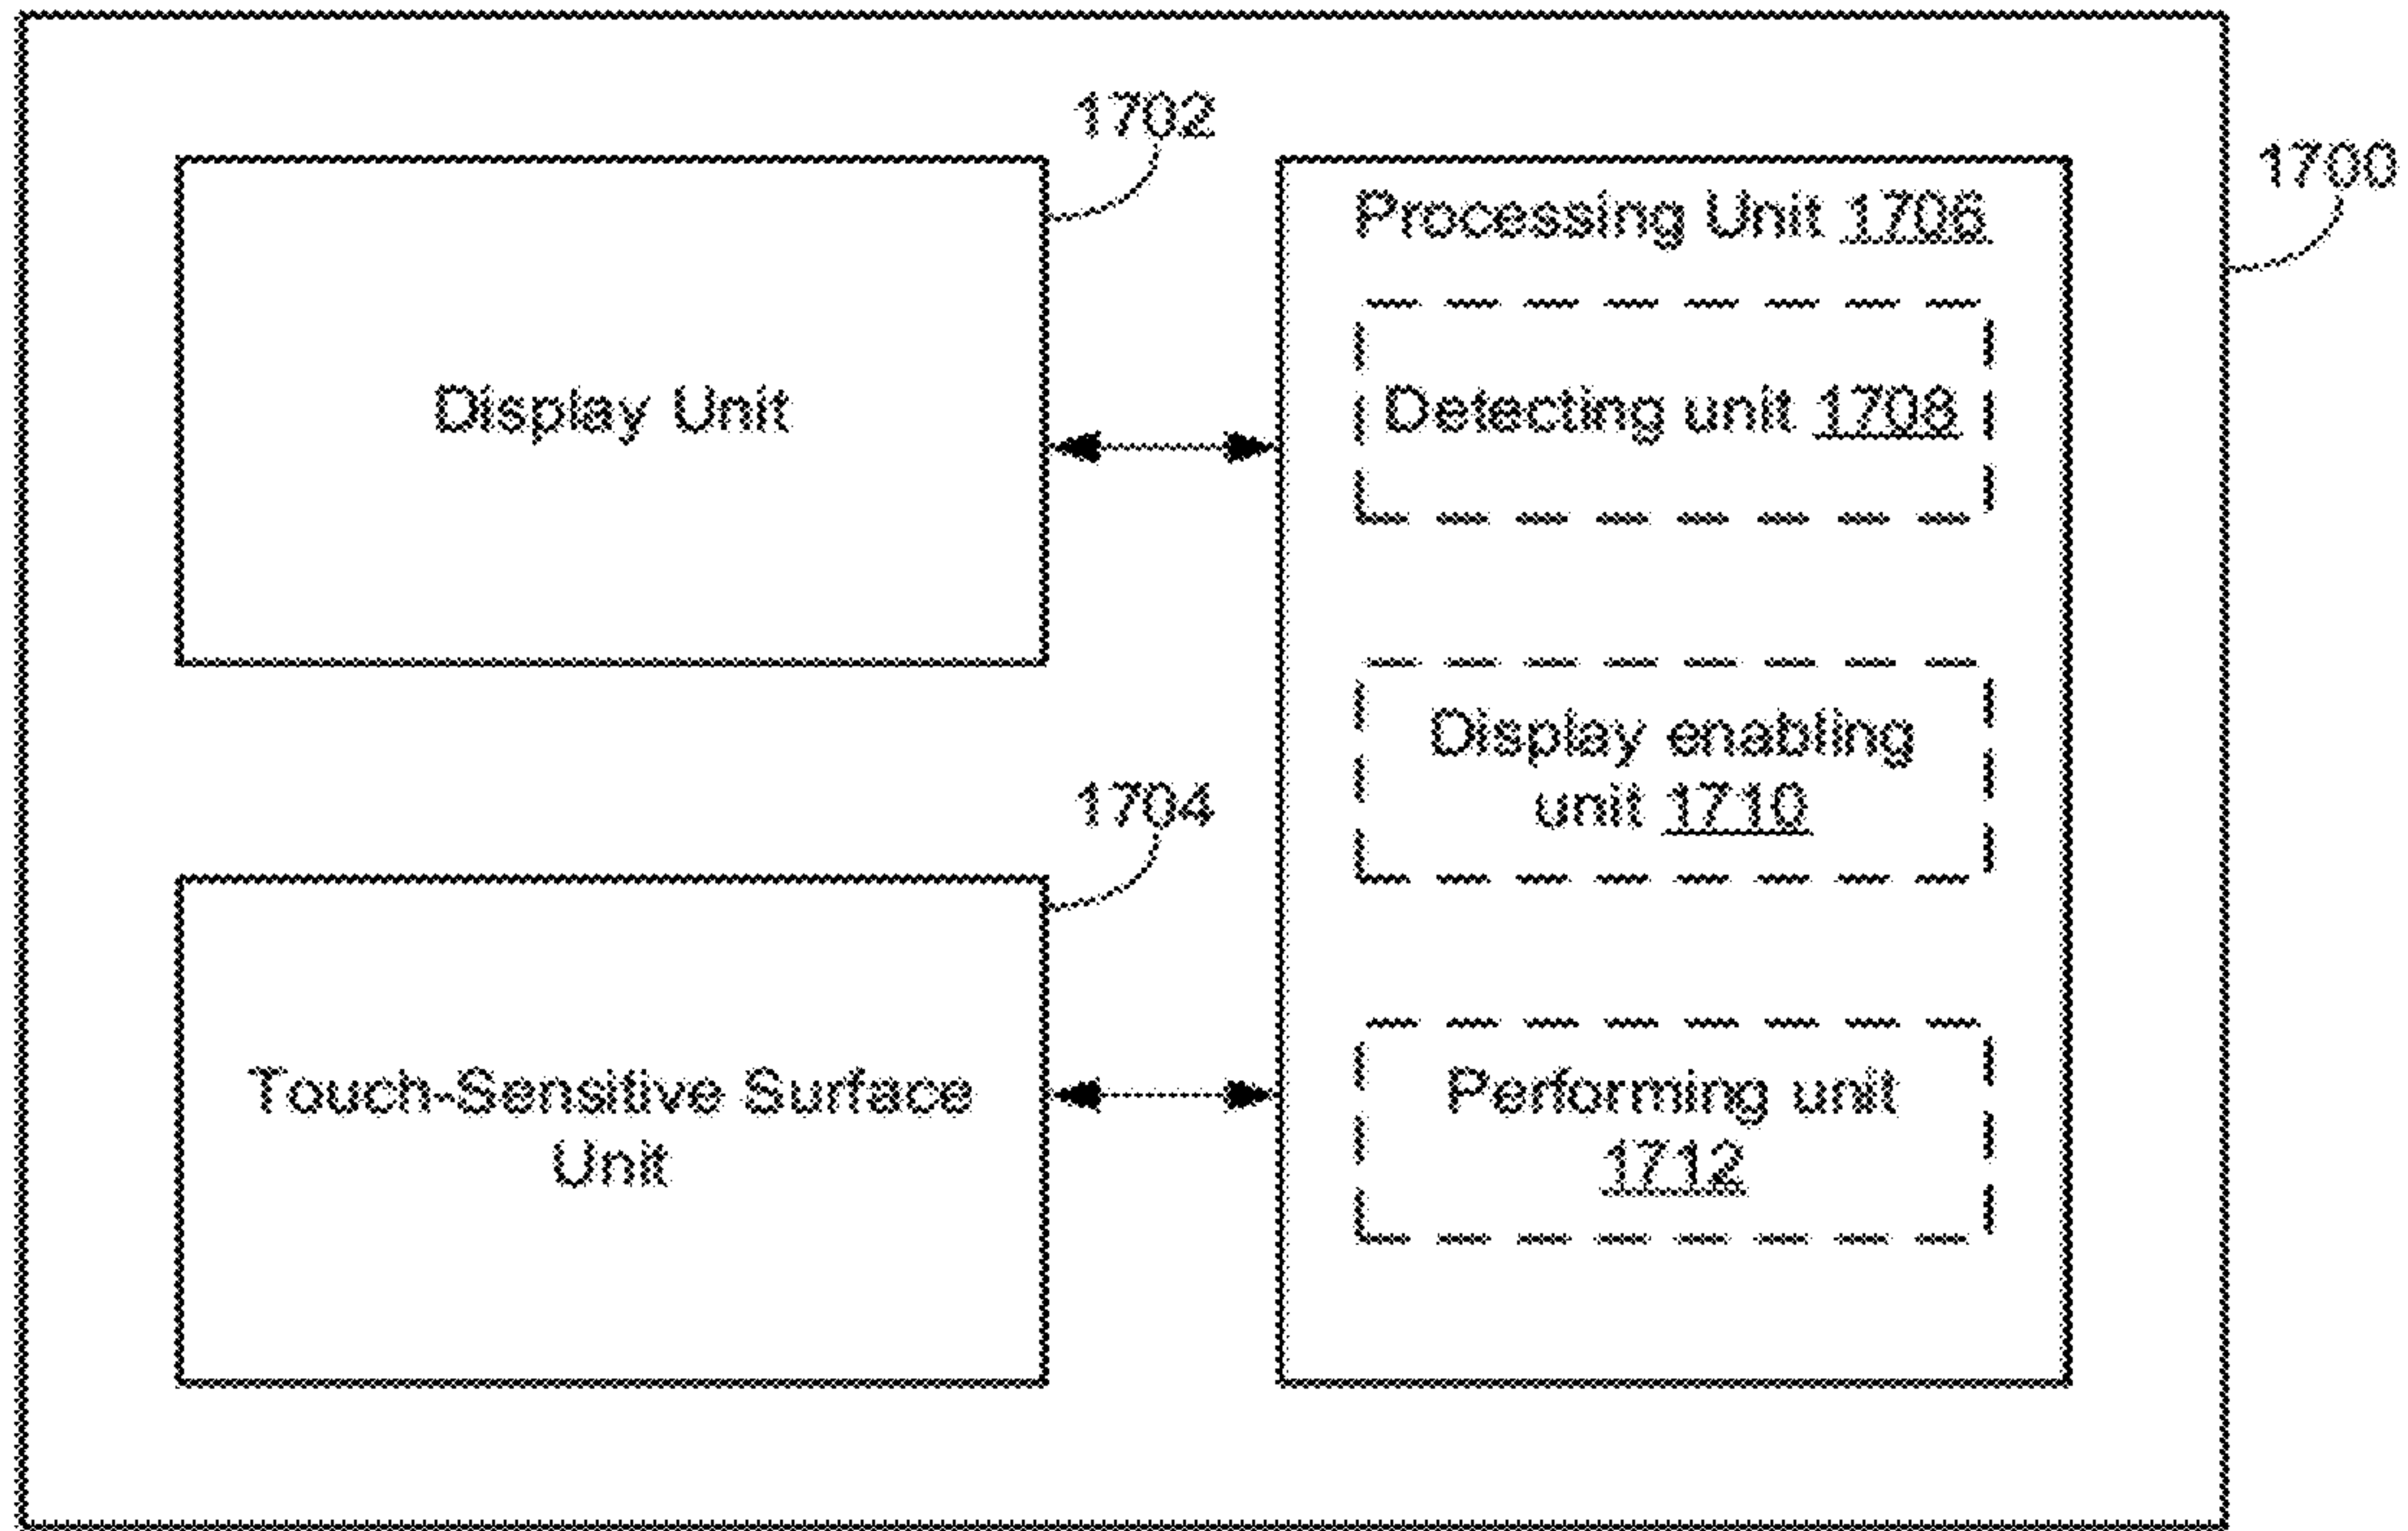 1702
1700
Processing Unit 1706
Display Unit
Detecting unit 1708
Display enabling
unit 1710
1704
Touch-Sensitive Surface
Unit
Performing unit
1712